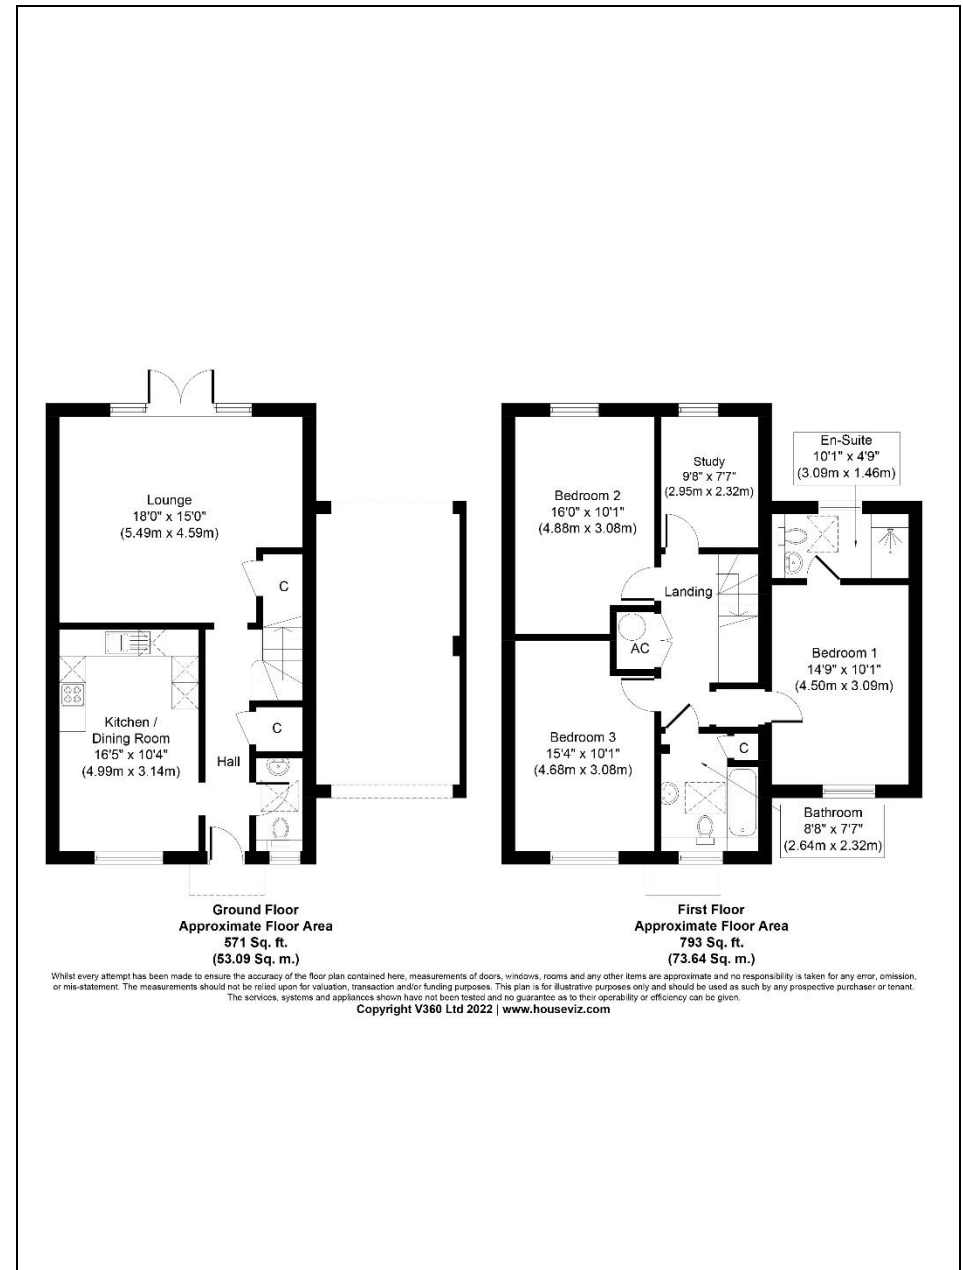 Lounge
18'0" x 15'0"
(5.49m x 4.59m)
C
Kitchen /
Dining Room
16'5" x 10'4"
(4.99m x 3.14m)
C
Hall
Ground Floor
Approximate Floor Area
571 Sq. ft.
(53.09 Sq. m.)
En-Suite
10'1" x 4'9"
(3.09m x 1.46m)
Study
9'8" x 7'7"
(2.95m x 2.32m)
Bedroom 2
16'0" x 10'1"
(4.88m x 3.08m)
Landing
AC
Bedroom 1
14'9" x 10'1"
(4.50m x 3.09m)
Bedroom 3
15'4" x 10'1"
(4.68m x 3.08m)
C
Bathroom
8'8" x 7'7"
(2.64m x 2.32m)
First Floor
Approximate Floor Area
793 Sq. ft.
(73.64 Sq. m.)
Whilst every attempt has been made to ensure the accuracy of the floor plan contained here, measurements of doors, windows, rooms and any other items are approximate and no responsibility is taken for any error, omission,
or mis-statement. The measurements should not be relied upon for valuation, transaction and/or funding purposes. This plan is for illustrative purposes only and should be used as such by any prospective purchaser or tenant.
The services, systems and appliances shown have not been tested and no guarantee as to their operability or efficiency can be given.
Copyright V360 Ltd 2022 | www.houseviz.com